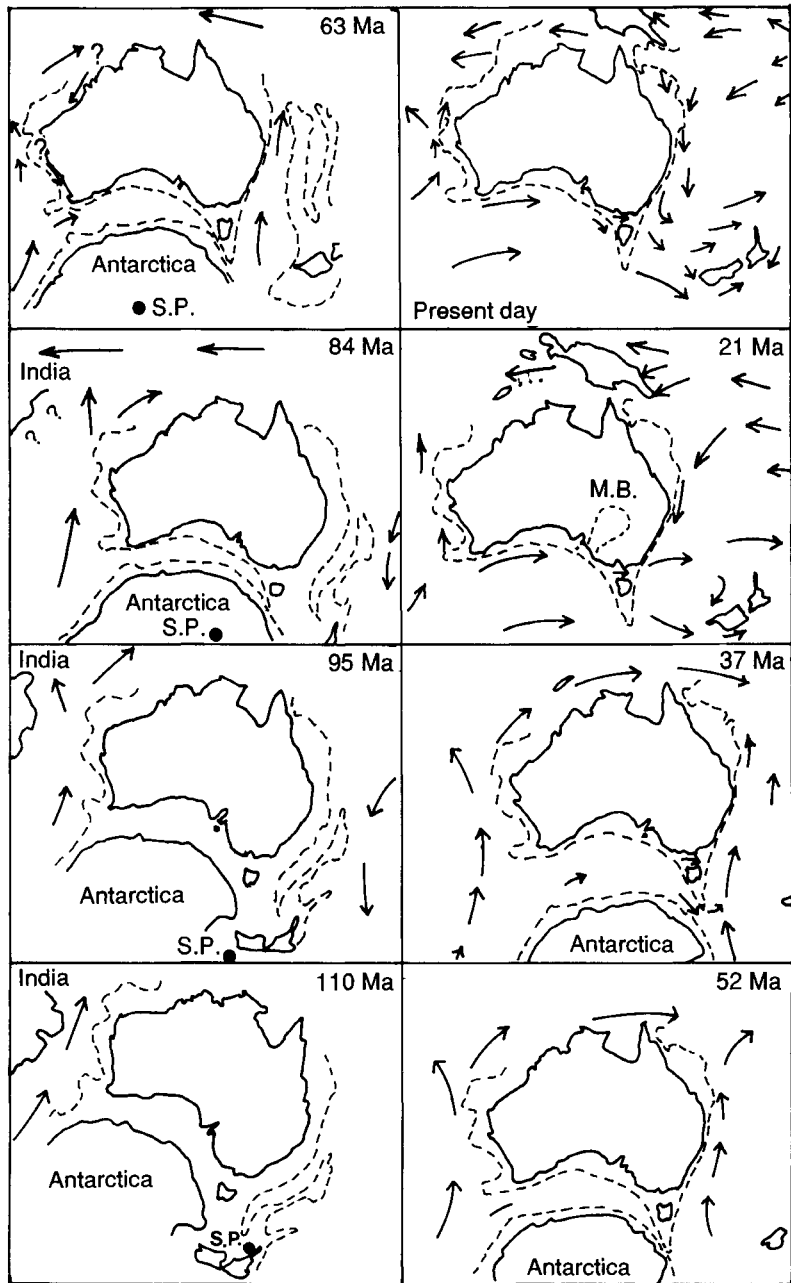 63 Ma
?
?
Antarctica
S.P.
Present day
84 Ma
India
?
?
Antarctica
S.P.
21 Ma
M.B.
95 Ma
India
Antarctica
S.P.
37 Ma
Antarctica
110 Ma
India
Antarctica
S.P.
52 Ma
Antarctica